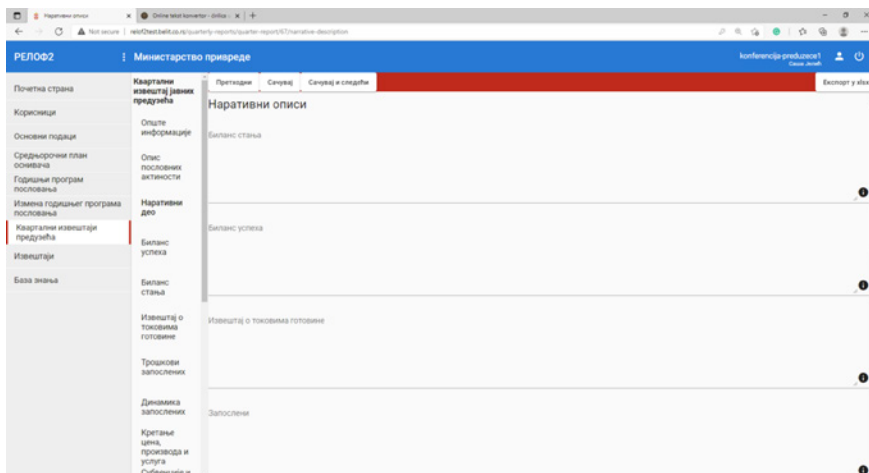 Наративни описи
Online tekst konvertor - ćirilica -
Not secure
relof2test.belit.co.rs/quarterly-reports/quarter-report/67/narrative-description
РЕЛОФ2
Министарство привреде
konferencija-preduzece1
Почетна страна
Корисници
Основни подаци
Средњорочни план
оснивача
Годишњи програм
пословања
Измена годишњег програма
пословања
Квартални извештаји
предузећа
Извештаји
База знања
Квартални
извештај јавних
предузећа
Опште
информације
Опис
пословних
активности
Наративни
део
Биланс
успеха
Биланс
стања
Извештај о
токовима
готовине
Трошкови
запослених
Динамика
запослених
Кретање
цена,
производа и
услуга
Субвенције и
Претходни
Сачувај
Сачувај и следећи
Експорт у xlsx
Наративни описи
Биланс стања
Биланс успеха
Извештај о токовима готовине
Запослени